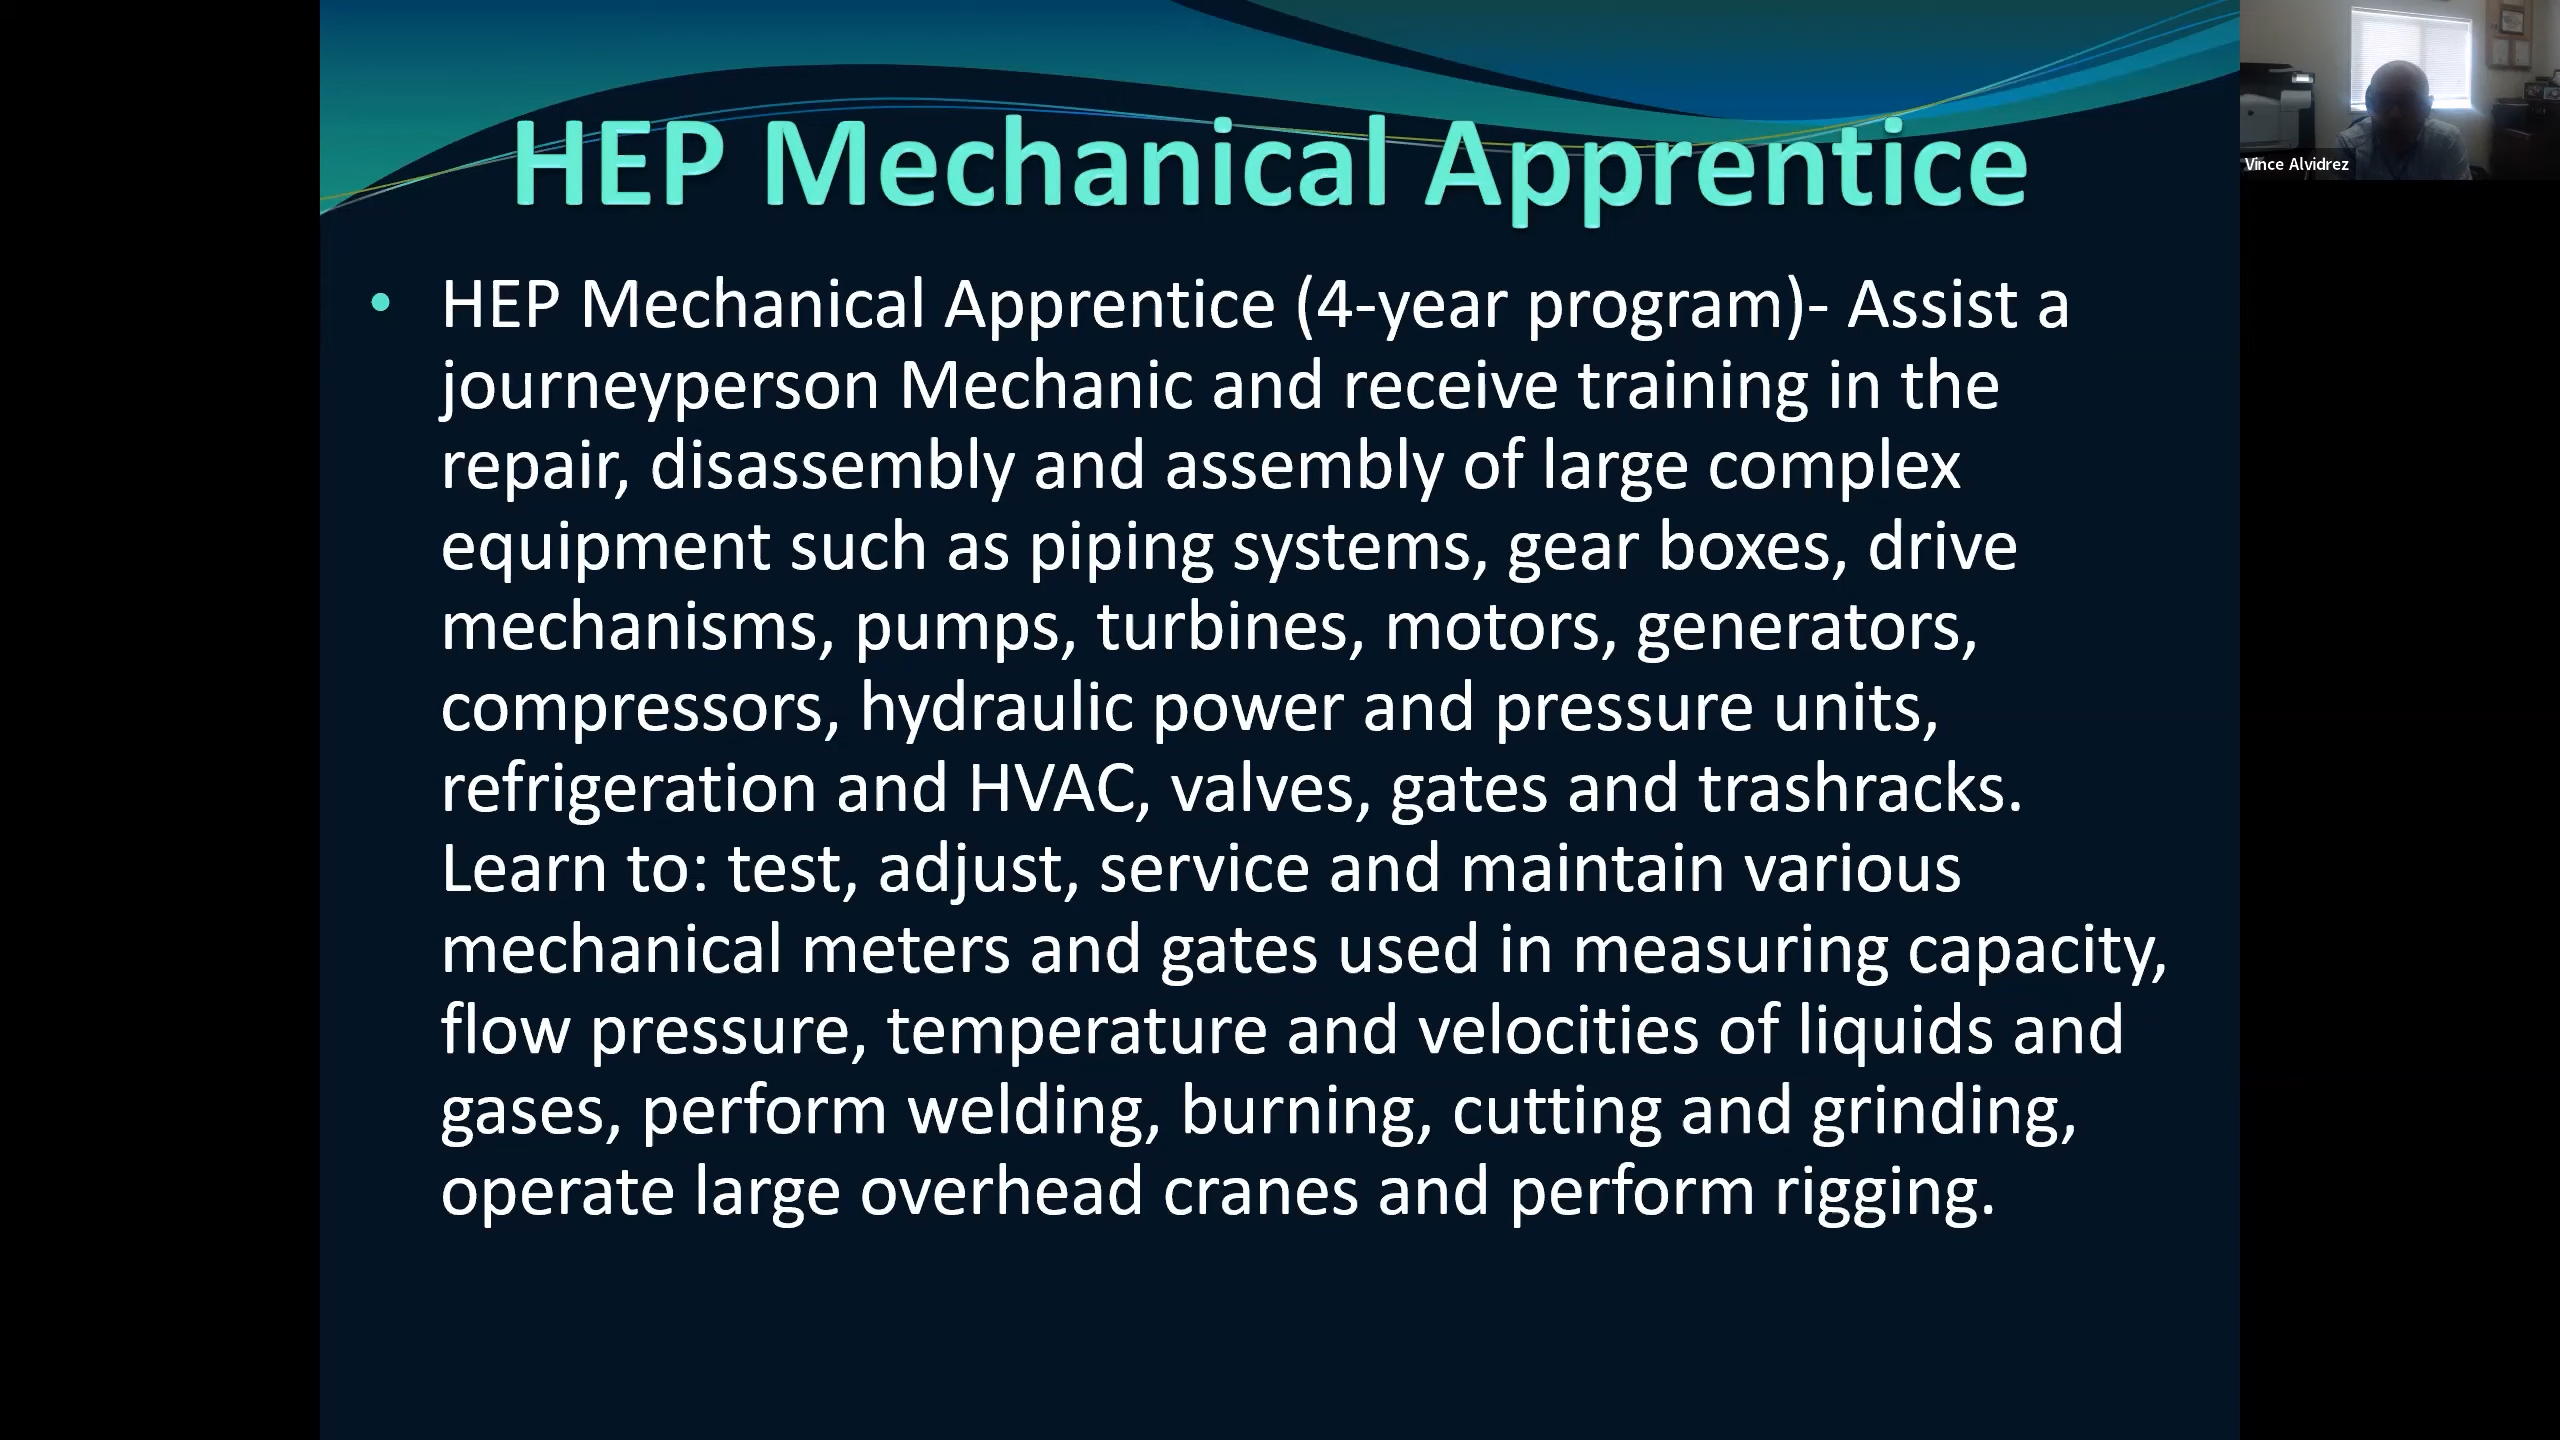 HEP Mechanical Apprentice
Vince Alvidrez
• HEP Mechanical Apprentice (4-year program)- Assist a
journeyperson Mechanic and receive training in the
repair, disassembly and assembly of large complex
equipment such as piping systems, gear boxes, drive
mechanisms, pumps, turbines, motors, generators,
compressors, hydraulic power and pressure units,
refrigeration and HVAC, valves, gates and trashracks.
Learn to: test, adjust, service and maintain various
mechanical meters and gates used in measuring capacity,
flow pressure, temperature and velocities of liquids and
gases, perform welding, burning, cutting and grinding,
operate large overhead cranes and perform rigging.